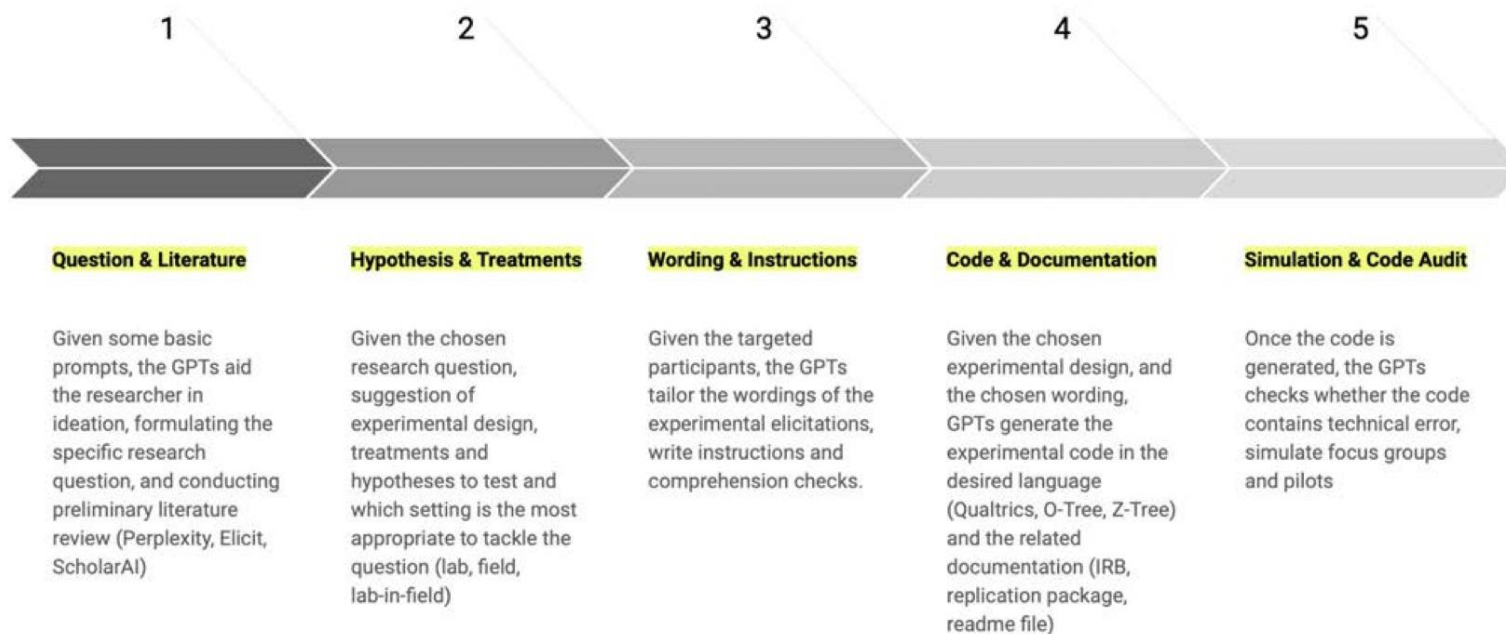 1 2 3 4 5
Question & Literature
Given some basic
prompts, the GPTs aid
the researcher in
ideation, formulating the
specific research
question, and conducting
preliminary literature
review (Perplexity, Elicit,
ScholarAI)
Hypothesis & Treatments
Given the chosen
research question,
suggestion of
experimental design,
treatments and
hypotheses to test and
which setting is the most
appropriate to tackle the
question (lab, field,
lab-in-field)
Wording & Instructions
Given the targeted
participants, the GPTs
tailor the wordings of the
experimental elicitations,
write instructions and
comprehension checks.
Code & Documentation
Given the chosen
experimental design, and
the chosen wording,
GPTs generate the
experimental code in the
desired language
(Qualtrics, O-Tree, Z-Tree)
and the related
documentation (IRB,
replication package,
readme file)
Simulation & Code Audit
Once the code is
generated, the GPTs
checks whether the code
contains technical error,
simulate focus groups
and pilots